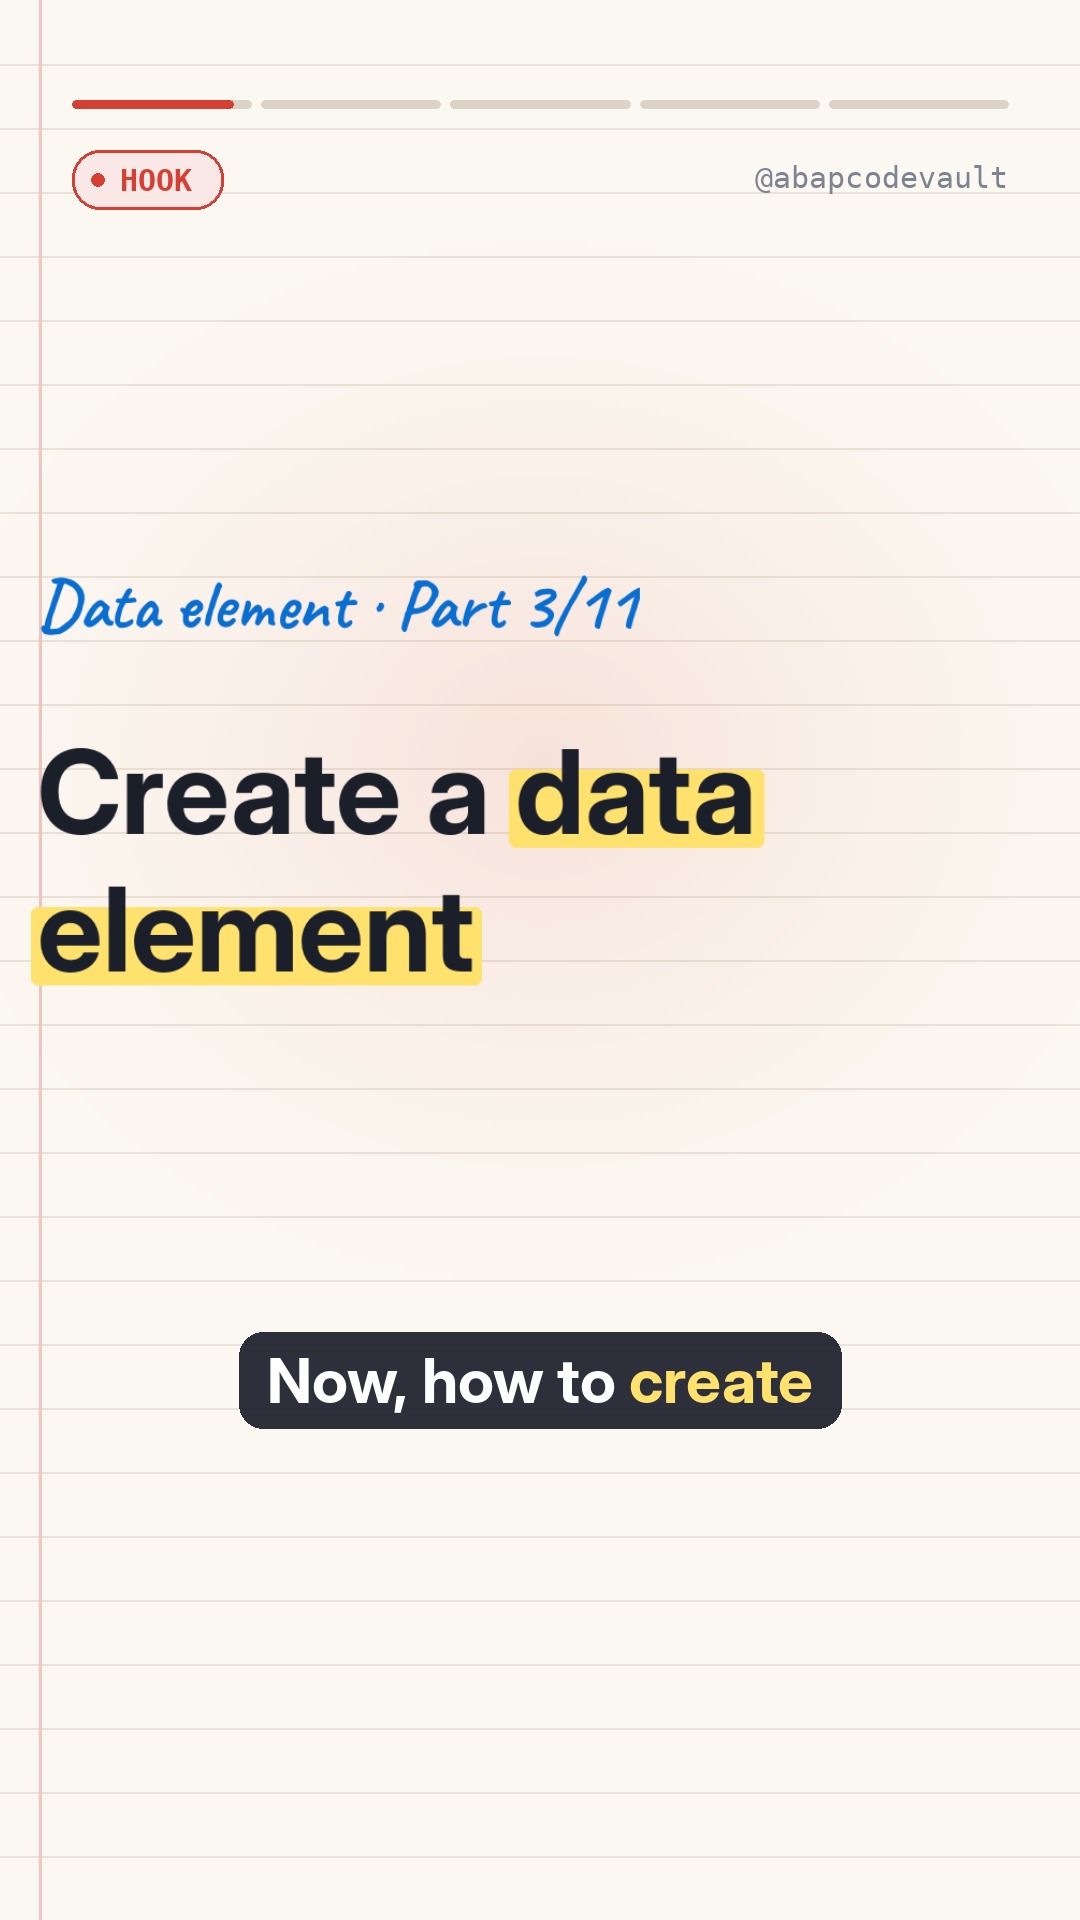 HOOK
@abapcodevault
Data element · Part 3/11
Create a data
element
Now, how to create